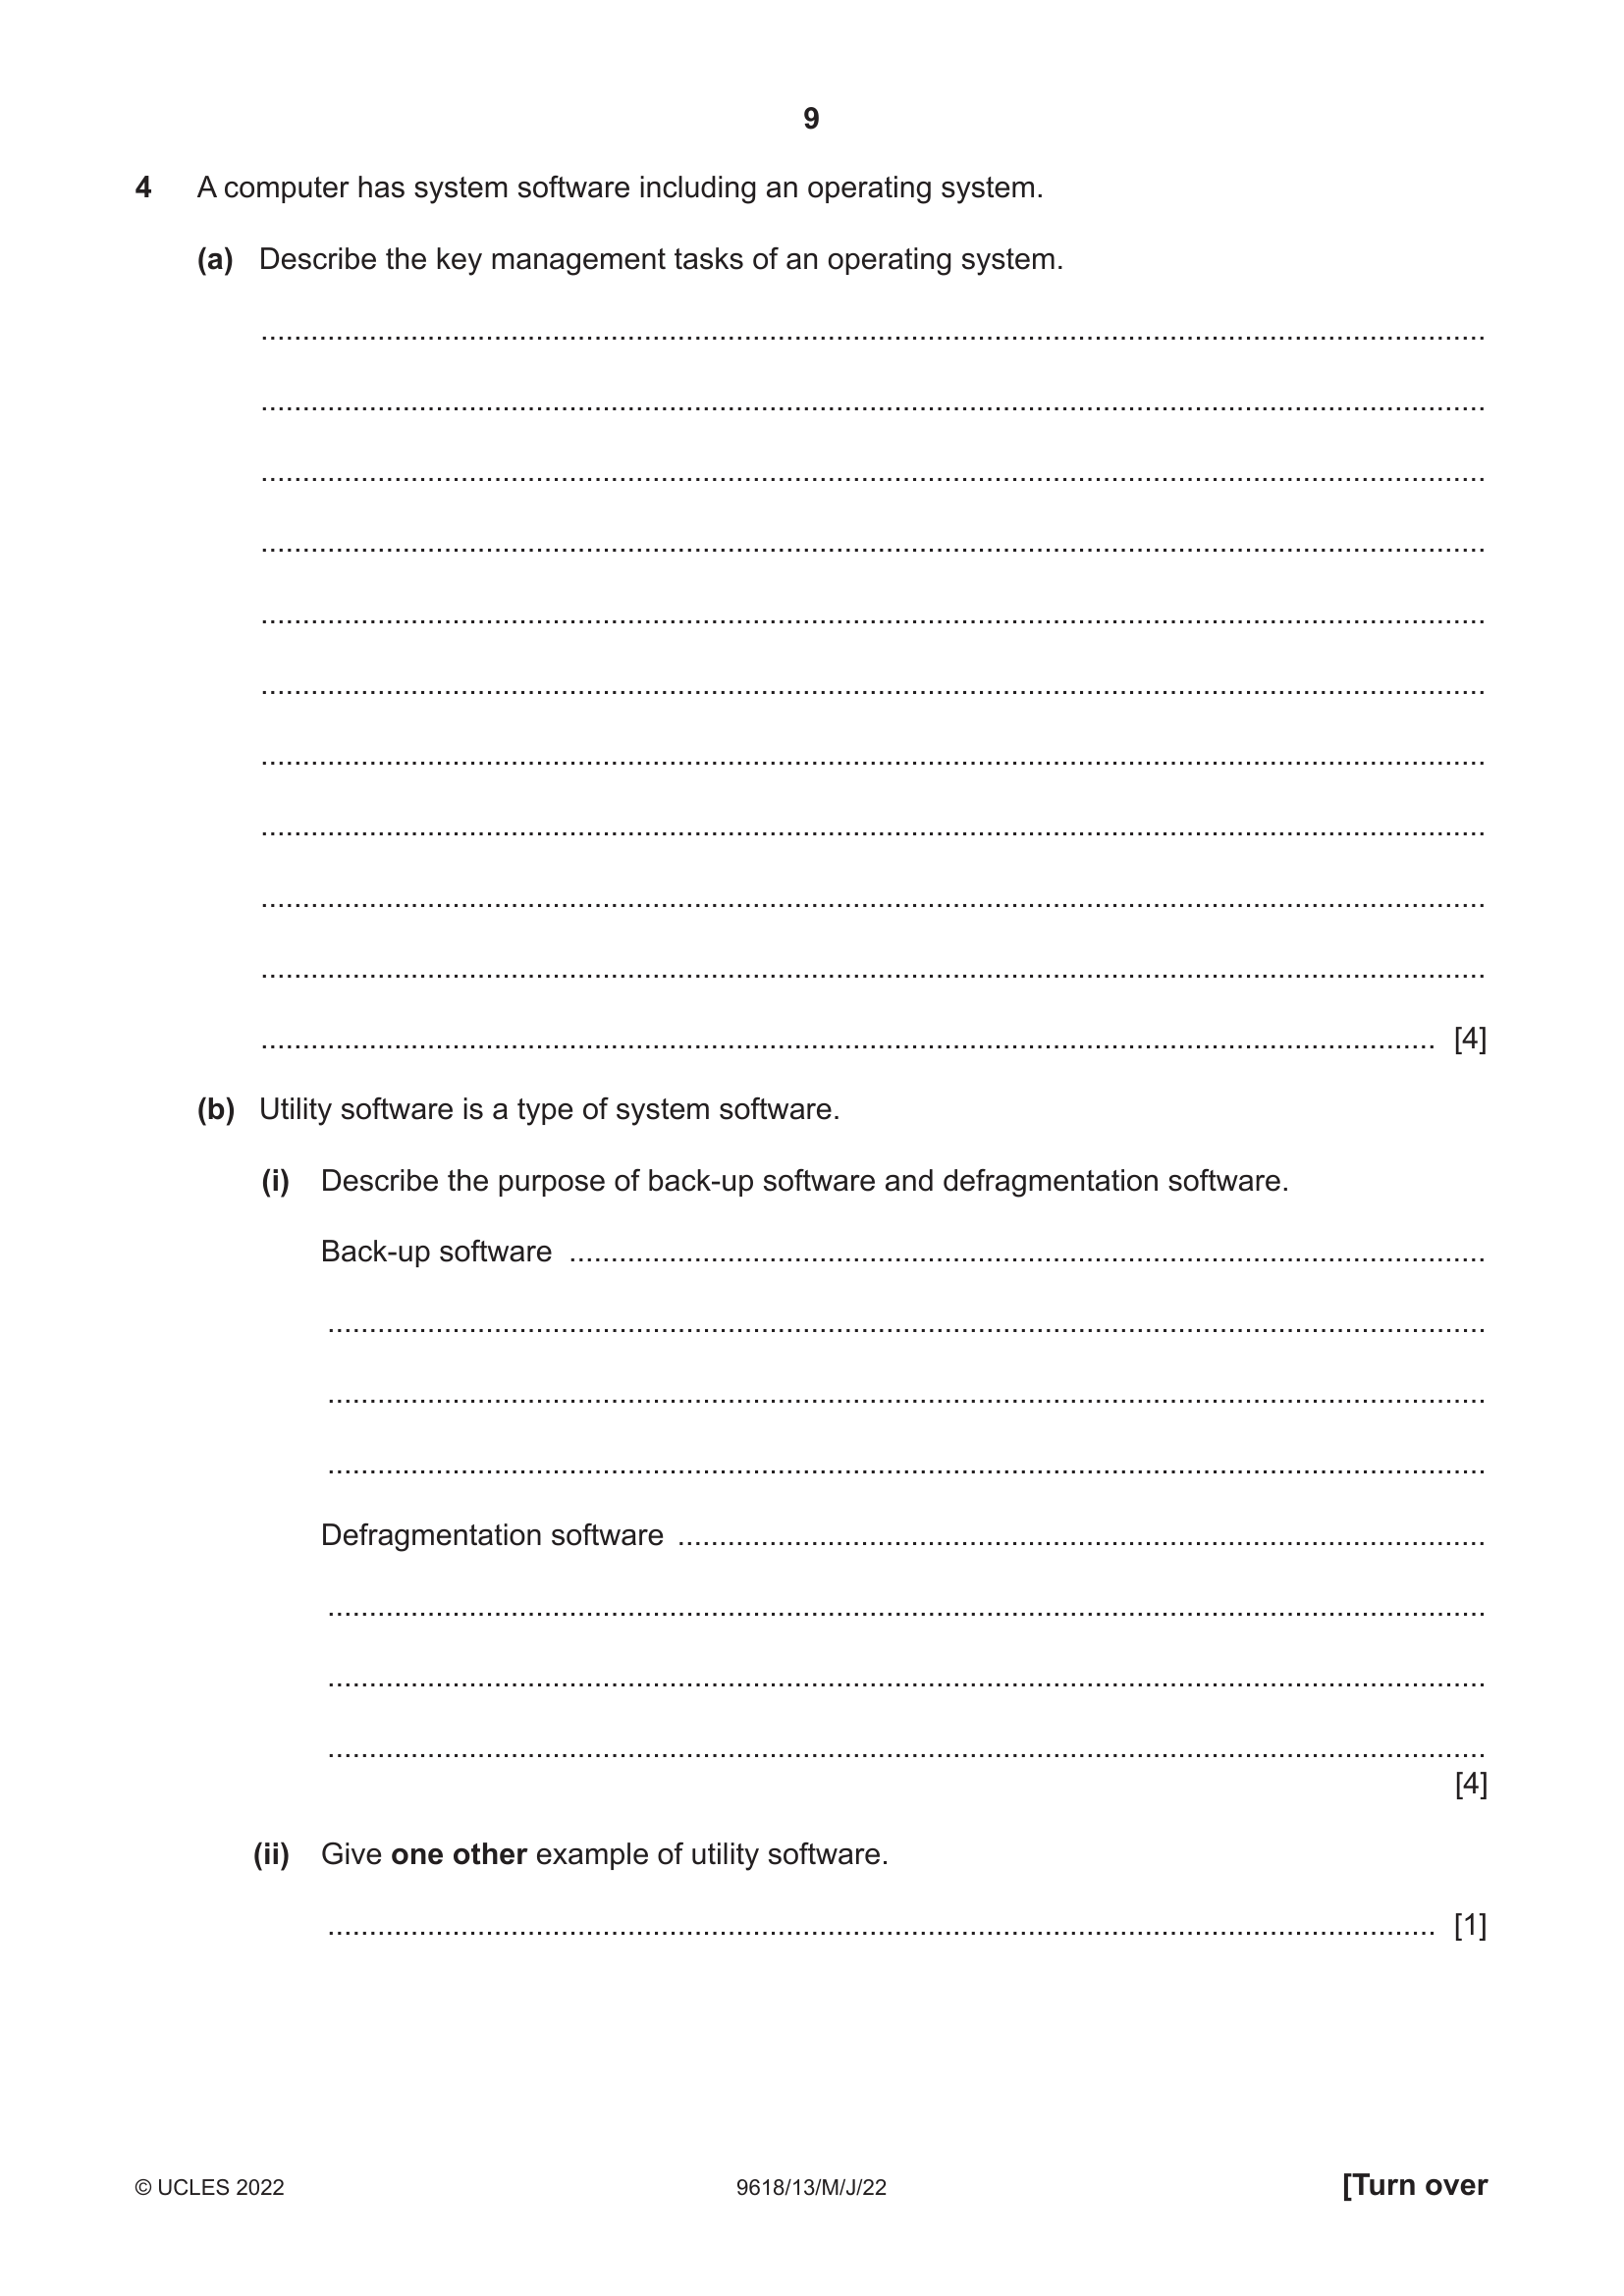 9
4 A computer has system software including an operating system.
(a) Describe the key management tasks of an operating system.
..........................................................................................................................................
..........................................................................................................................................
..........................................................................................................................................
..........................................................................................................................................
..........................................................................................................................................
..........................................................................................................................................
..........................................................................................................................................
..........................................................................................................................................
..........................................................................................................................................
..........................................................................................................................................
.................................................................................................................................... [4]
(b) Utility software is a type of system software.
(i) Describe the purpose of back-up software and defragmentation software.
Back-up software ..............................................................................................................
..................................................................................................................................
..................................................................................................................................
..................................................................................................................................
Defragmentation software .................................................................................................
..................................................................................................................................
..................................................................................................................................
..................................................................................................................................
[4]
(ii) Give one other example of utility software.
............................................................................................................................ [1]
© UCLES 2022 9618/13/M/J/22 [Turn over